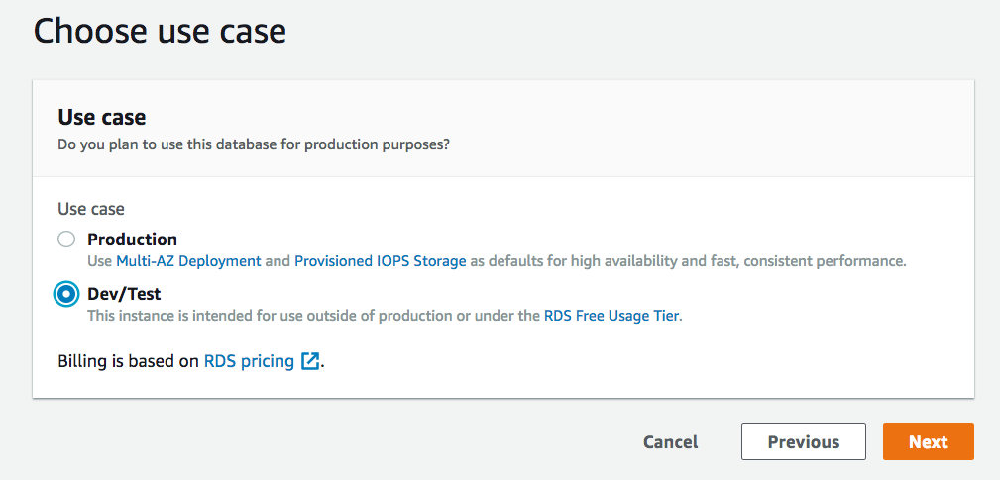 Choose use case
Use case
Do you plan to use this database for production purposes?
Use case
Production
Use Multi-AZ Deployment and Provisioned IOPS Storage as defaults for high availability and fast, consistent performance.
Dev/Test
This instance is intended for use outside of production or under the RDS Free Usage Tier.
Billing is based on RDS pricing .
Cancel Previous Next